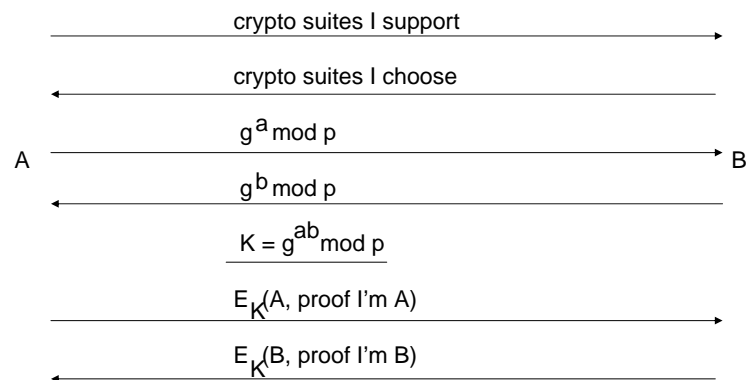 crypto suites I support
crypto suites I choose
g^a mod p
A
B
g^b mod p
K = g^ab mod p
E_K(A, proof I'm A)
E_K(B, proof I'm B)